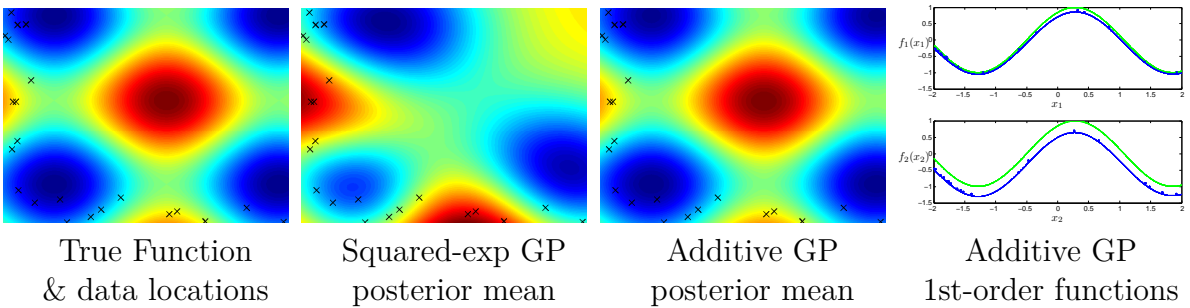 1
0.5
f₁(x₁) 0
−0.5
−1
−2 −1.5 −1 −0.5 0 0.5 1 1.5 2
x₁
1
0.5
f₂(x₂) 0
−0.5
−1
−1.5
−2 −1.5 −1 −0.5 0 0.5 1 1.5 2
x₂
True Function
& data locations
Squared-exp GP
posterior mean
Additive GP
posterior mean
Additive GP
1st-order functions